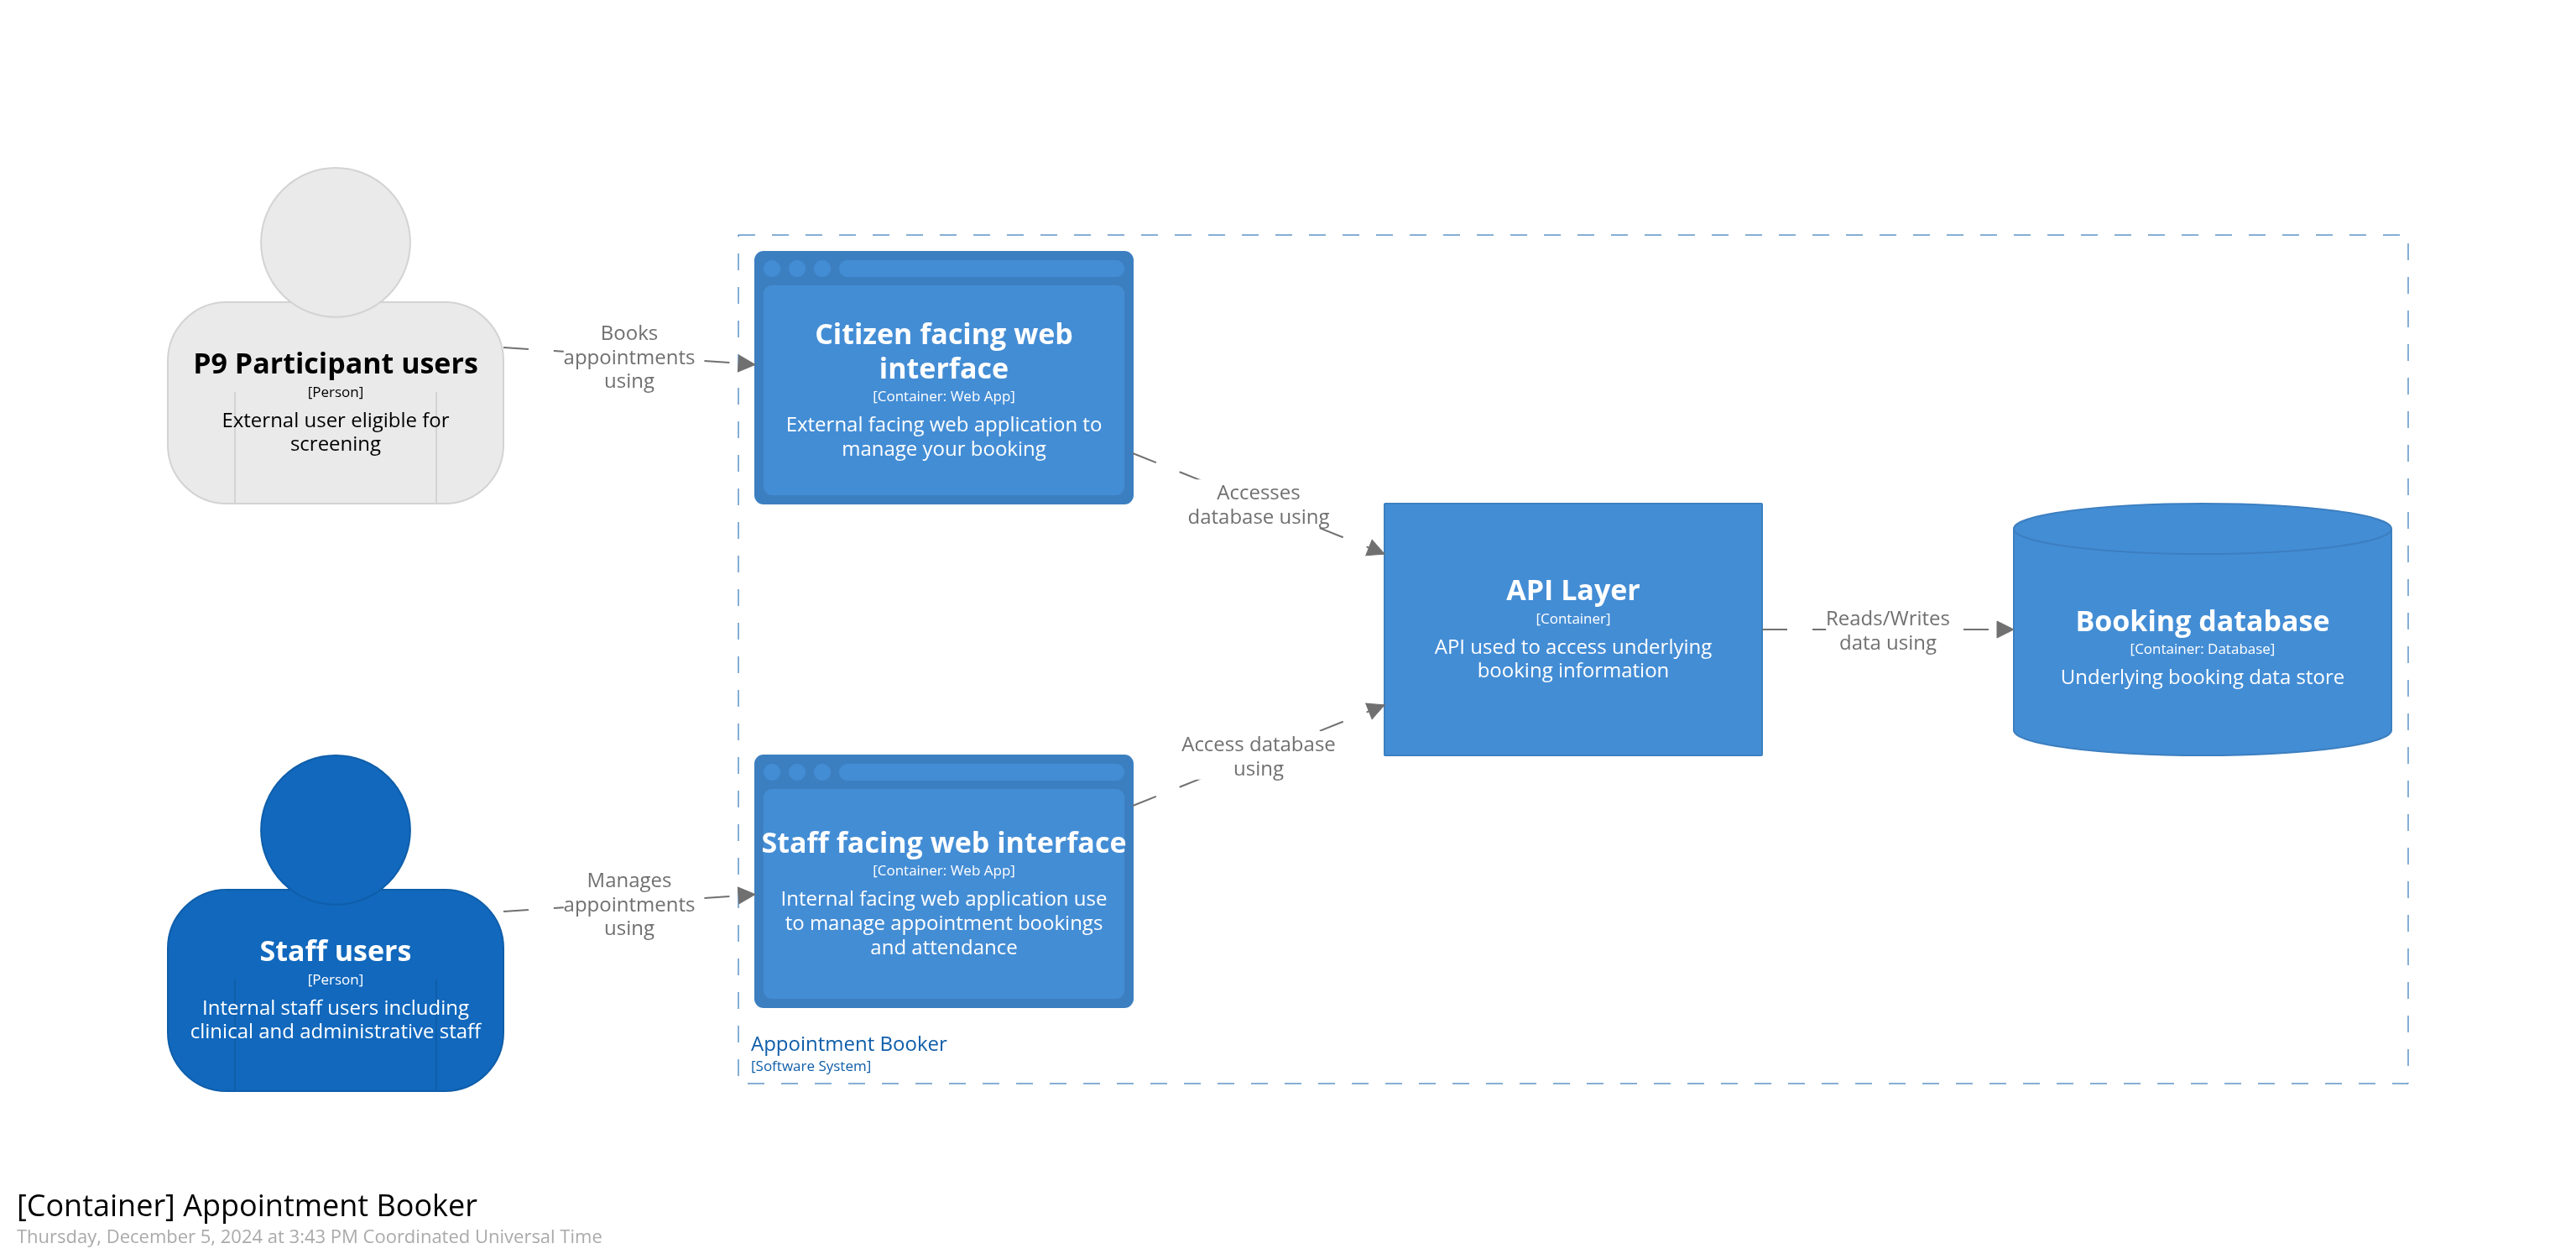 P9 Participant users
[Person]
External user eligible for
screening
Books
appointments
using
Citizen facing web
interface
[Container: Web App]
External facing web application to
manage your booking
Accesses
database using
API Layer
[Container]
API used to access underlying
booking information
Reads/Writes
data using
Booking database
[Container: Database]
Underlying booking data store
Staff users
[Person]
Internal staff users including
clinical and administrative staff
Manages
appointments
using
Staff facing web interface
[Container: Web App]
Internal facing web application use
to manage appointment bookings
and attendance
Access database
using
Appointment Booker
[Software System]
[Container] Appointment Booker
Thursday, December 5, 2024 at 3:43 PM Coordinated Universal Time